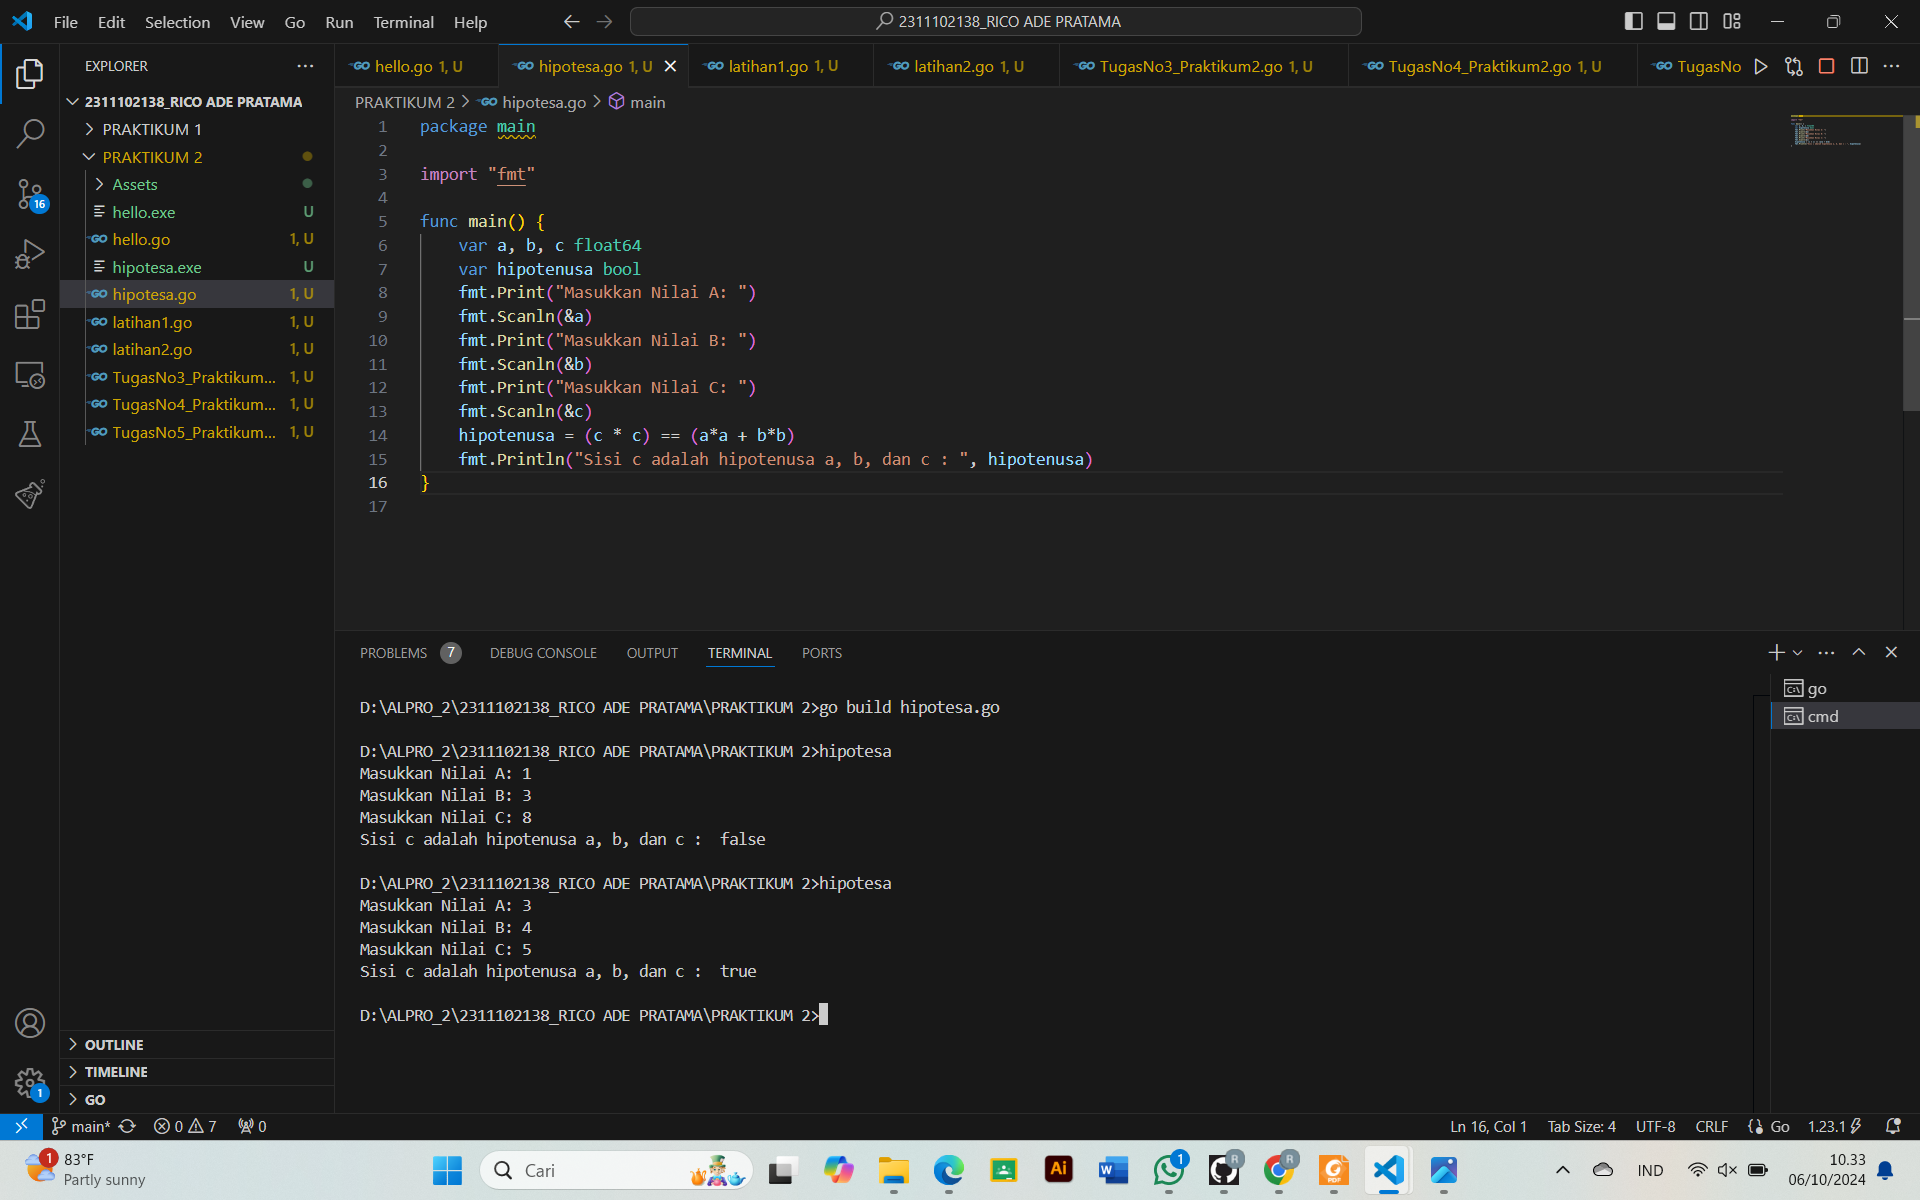 File Edit Selection View Go Run Terminal Help
2311102138_RICO ADE PRATAMA
EXPLORER
hello.go 1, U
hipotesa.go 1, U
latihan1.go 1, U
latihan2.go 1, U
TugasNo3_Praktikum2.go 1, U
TugasNo4_Praktikum2.go 1, U
TugasNo
2311102138_RICO ADE PRATAMA
PRAKTIKUM 1
PRAKTIKUM 2
Assets
hello.exe U
hello.go 1, U
hipotesa.exe U
hipotesa.go 1, U
latihan1.go 1, U
latihan2.go 1, U
TugasNo3_Praktikum... 1, U
TugasNo4_Praktikum... 1, U
TugasNo5_Praktikum... 1, U
16
OUTLINE
TIMELINE
GO
1
PRAKTIKUM 2 > hipotesa.go > main
1 package main
2
3 import "fmt"
4
5 func main() {
6 var a, b, c float64
7 var hipotenusa bool
8 fmt.Print("Masukkan Nilai A: ")
9 fmt.Scanln(&a)
10 fmt.Print("Masukkan Nilai B: ")
11 fmt.Scanln(&b)
12 fmt.Print("Masukkan Nilai C: ")
13 fmt.Scanln(&c)
14 hipotenusa = (c * c) == (a*a + b*b)
15 fmt.Println("Sisi c adalah hipotenusa a, b, dan c : ", hipotenusa)
16 }
17
PROBLEMS 7 DEBUG CONSOLE OUTPUT TERMINAL PORTS
go
cmd
D:\ALPRO_2\2311102138_RICO ADE PRATAMA\PRAKTIKUM 2>go build hipotesa.go
D:\ALPRO_2\2311102138_RICO ADE PRATAMA\PRAKTIKUM 2>hipotesa
Masukkan Nilai A: 1
Masukkan Nilai B: 3
Masukkan Nilai C: 8
Sisi c adalah hipotenusa a, b, dan c :  false
D:\ALPRO_2\2311102138_RICO ADE PRATAMA\PRAKTIKUM 2>hipotesa
Masukkan Nilai A: 3
Masukkan Nilai B: 4
Masukkan Nilai C: 5
Sisi c adalah hipotenusa a, b, dan c :  true
D:\ALPRO_2\2311102138_RICO ADE PRATAMA\PRAKTIKUM 2>
main* 0 7 0 Ln 16, Col 1 Tab Size: 4 UTF-8 CRLF Go 1.23.1
1 83°F
Partly sunny
Cari
Ai
W
1
R
R
PDF
IND
10.33
06/10/2024